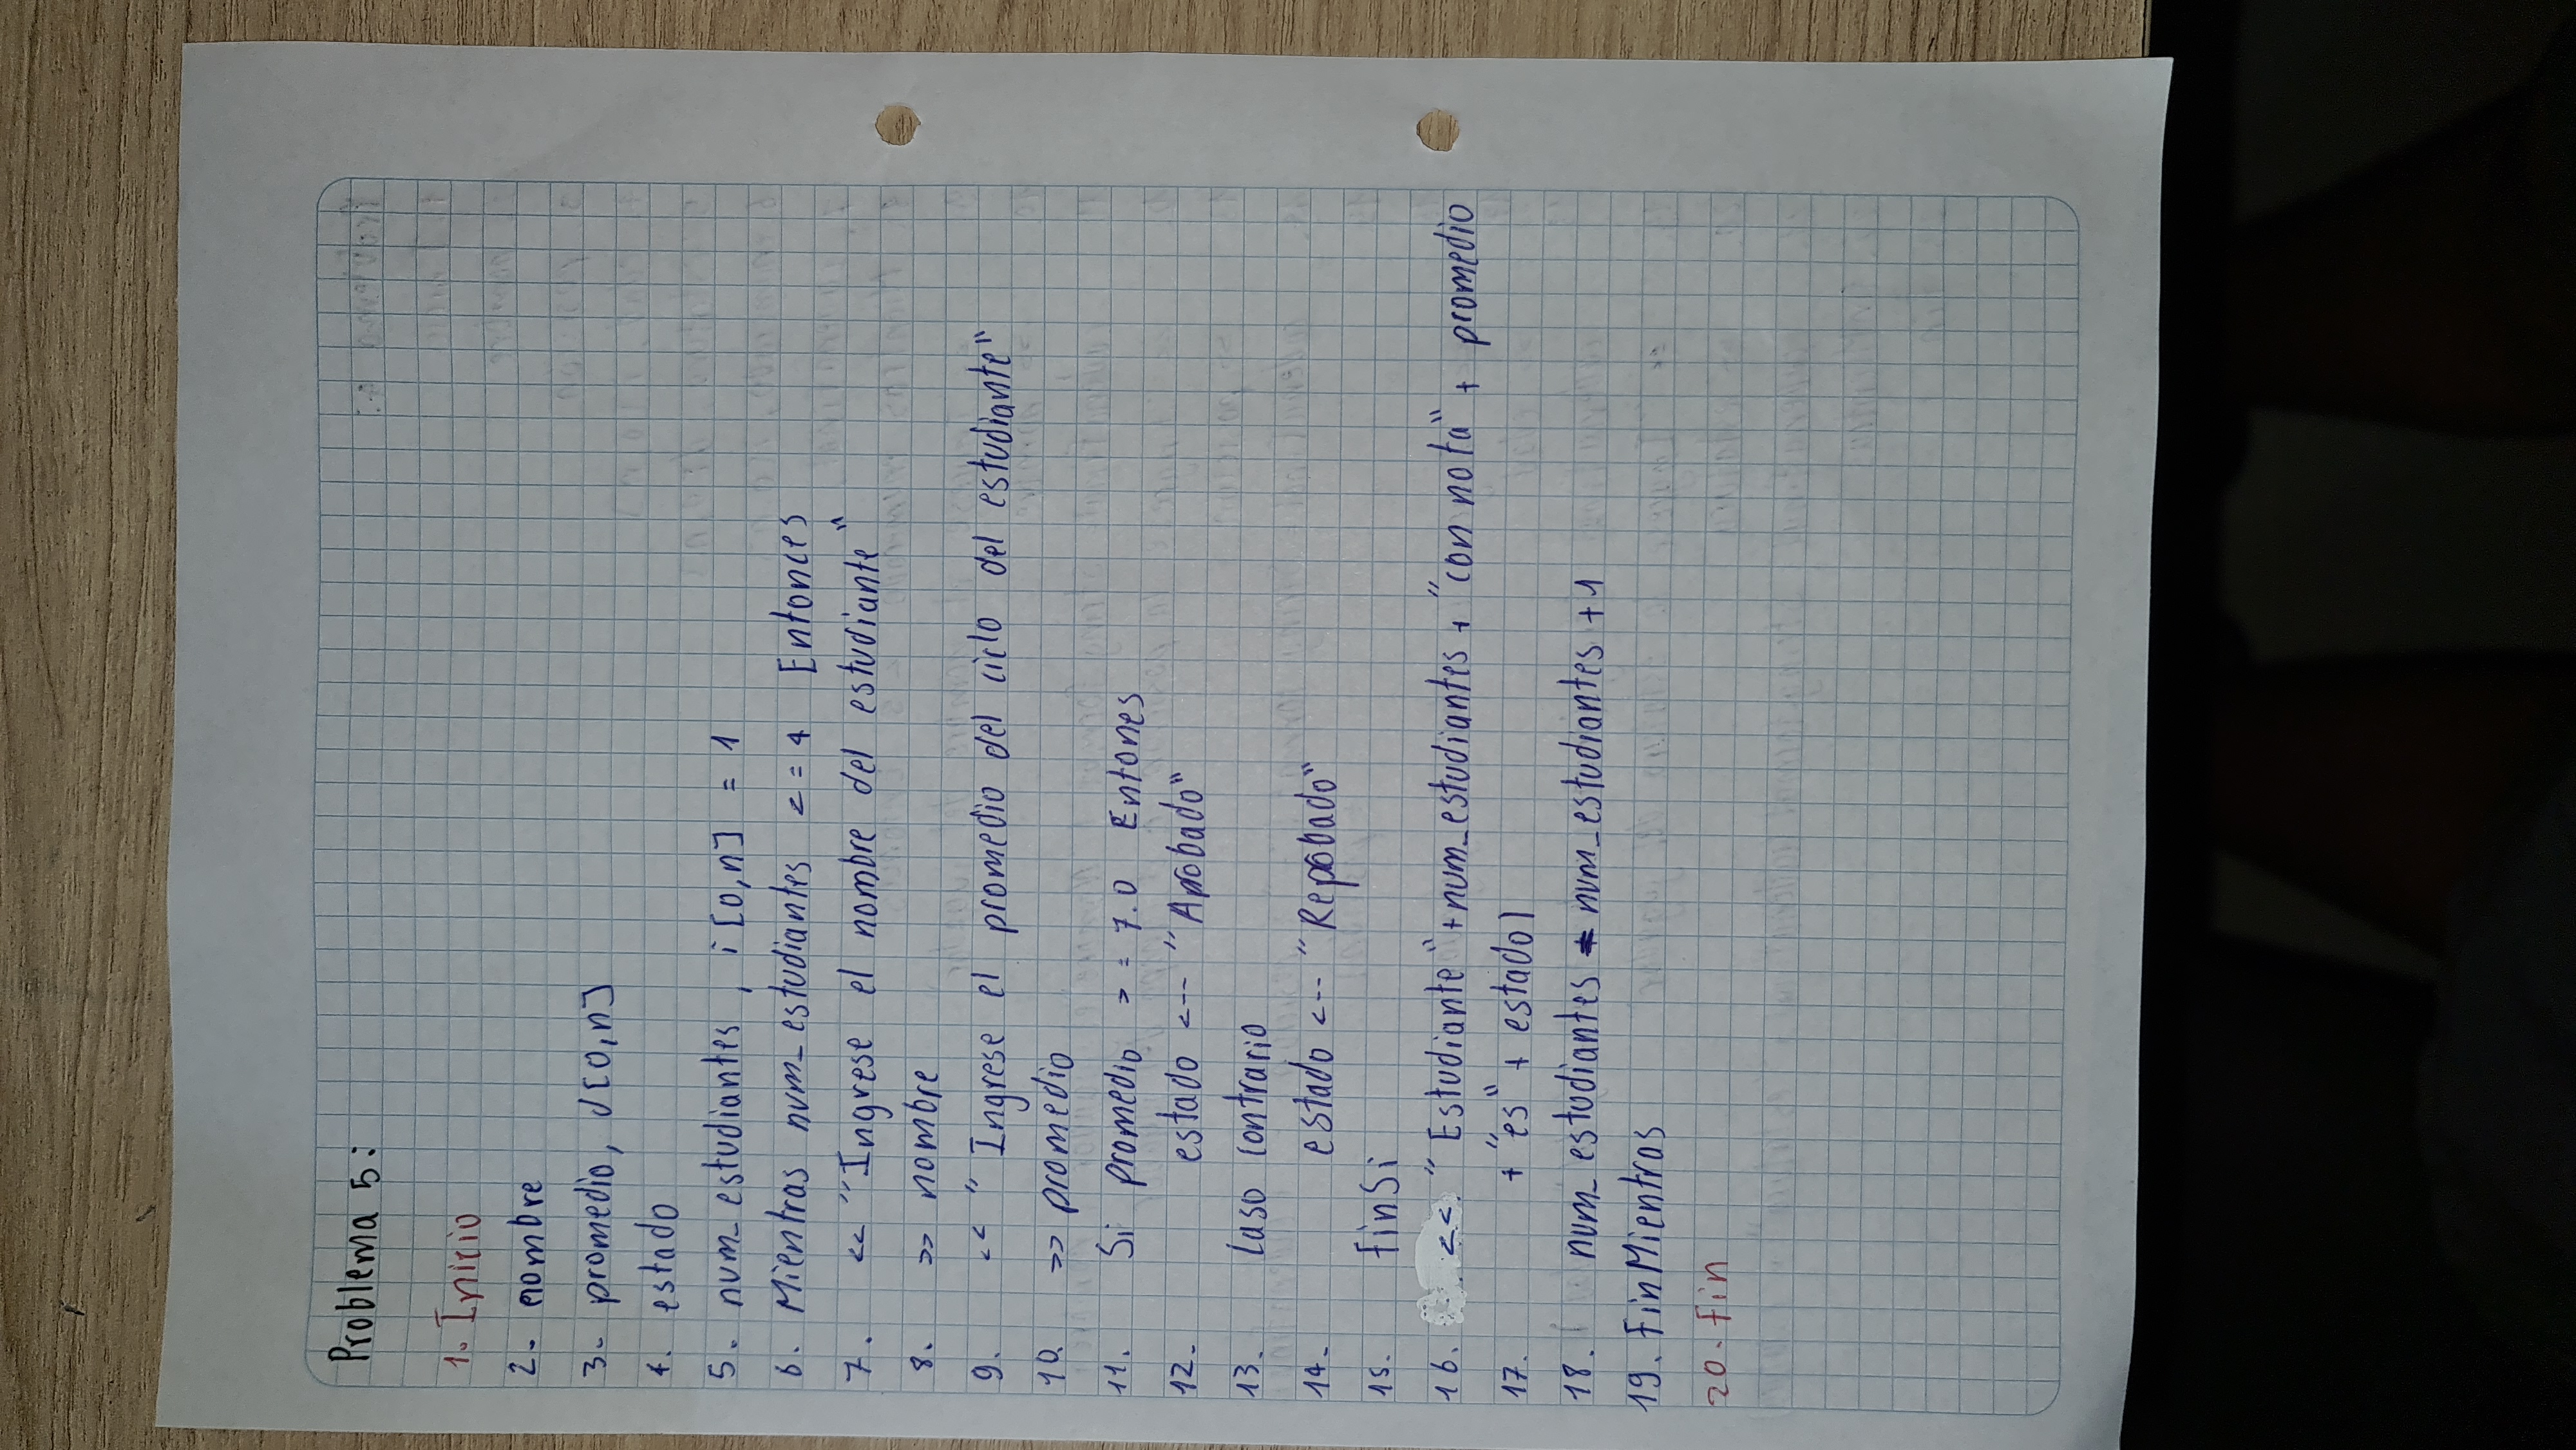 Problema 5:
1. Inicio
2. nombre
3. promedio, d[0,n]
4. estado
5. num_estudiantes, i[0,n] = 1
6. Mientras num_estudiantes <= 4 Entonces
7. << "Ingrese el nombre del estudiante"
8. >> nombre
9. << "Ingrese el promedio del ciclo del estudiante"
10. >> promedio
11. Si promedio >= 7.0 Entones
12. estado <-- "Aprobado"
13. Caso contrario
14. estado <-- "Repobado"
15. FinSi
16. << "Estudiante" + num_estudiantes + "con nota" + promedio
17. + "es" + estado)
18. num_estudiantes = num_estudiantes + 1
19. FinMientras
20. Fin